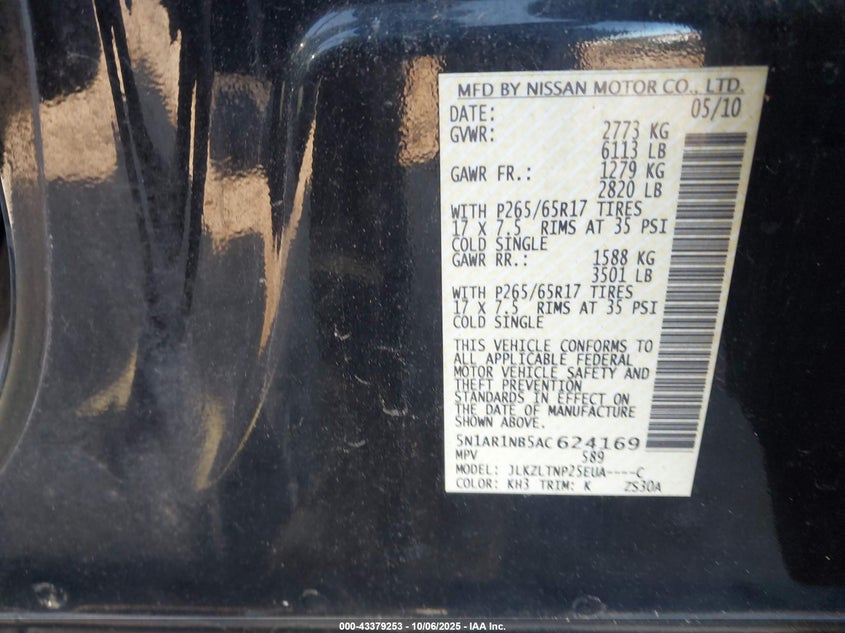 MFD BY NISSAN MOTOR CO., LTD.
DATE: 05/10
GVWR: 2773 KG
6113 LB
GAWR FR.: 1279 KG
2820 LB
WITH P265/65R17 TIRES
17 X 7.5 RIMS AT 35 PSI
COLD SINGLE
GAWR RR.: 1588 KG
3501 LB
WITH P265/65R17 TIRES
17 X 7.5 RIMS AT 35 PSI
COLD SINGLE
THIS VEHICLE CONFORMS TO
ALL APPLICABLE FEDERAL
MOTOR VEHICLE SAFETY AND
THEFT PREVENTION
STANDARDS IN EFFECT ON
THE DATE OF MANUFACTURE
SHOWN ABOVE.
5N1AR1NB5AC624169
MPV 589
MODEL: JLKZLTNP25EUA----C
COLOR: KH3 TRIM: K ZS30A
000-43379253 - 10/06/2025 - IAA Inc.